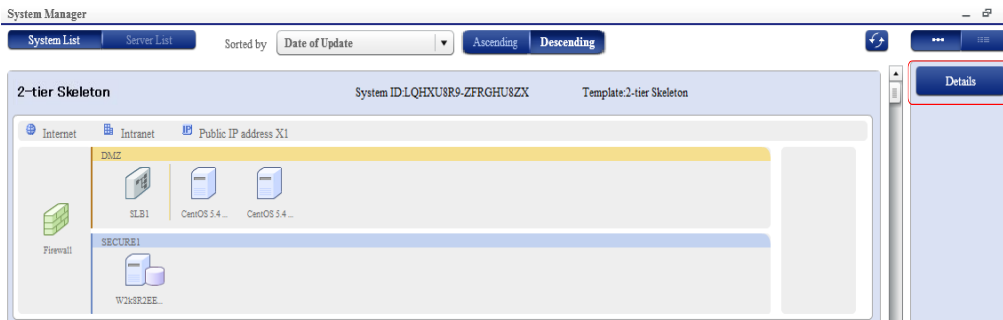 System Manager
System List
Server List
Sorted by
Date of Update
Ascending
Descending
Details
2-tier Skeleton
System ID:LQHXU8R9-ZFRGHU8ZX
Template:2-tier Skeleton
Internet
Intranet
IP
Public IP address X1
DMZ
SLB1
CentOS 5.4...
CentOS 5.4...
Firewall
SECURE1
W2k8R2EE...